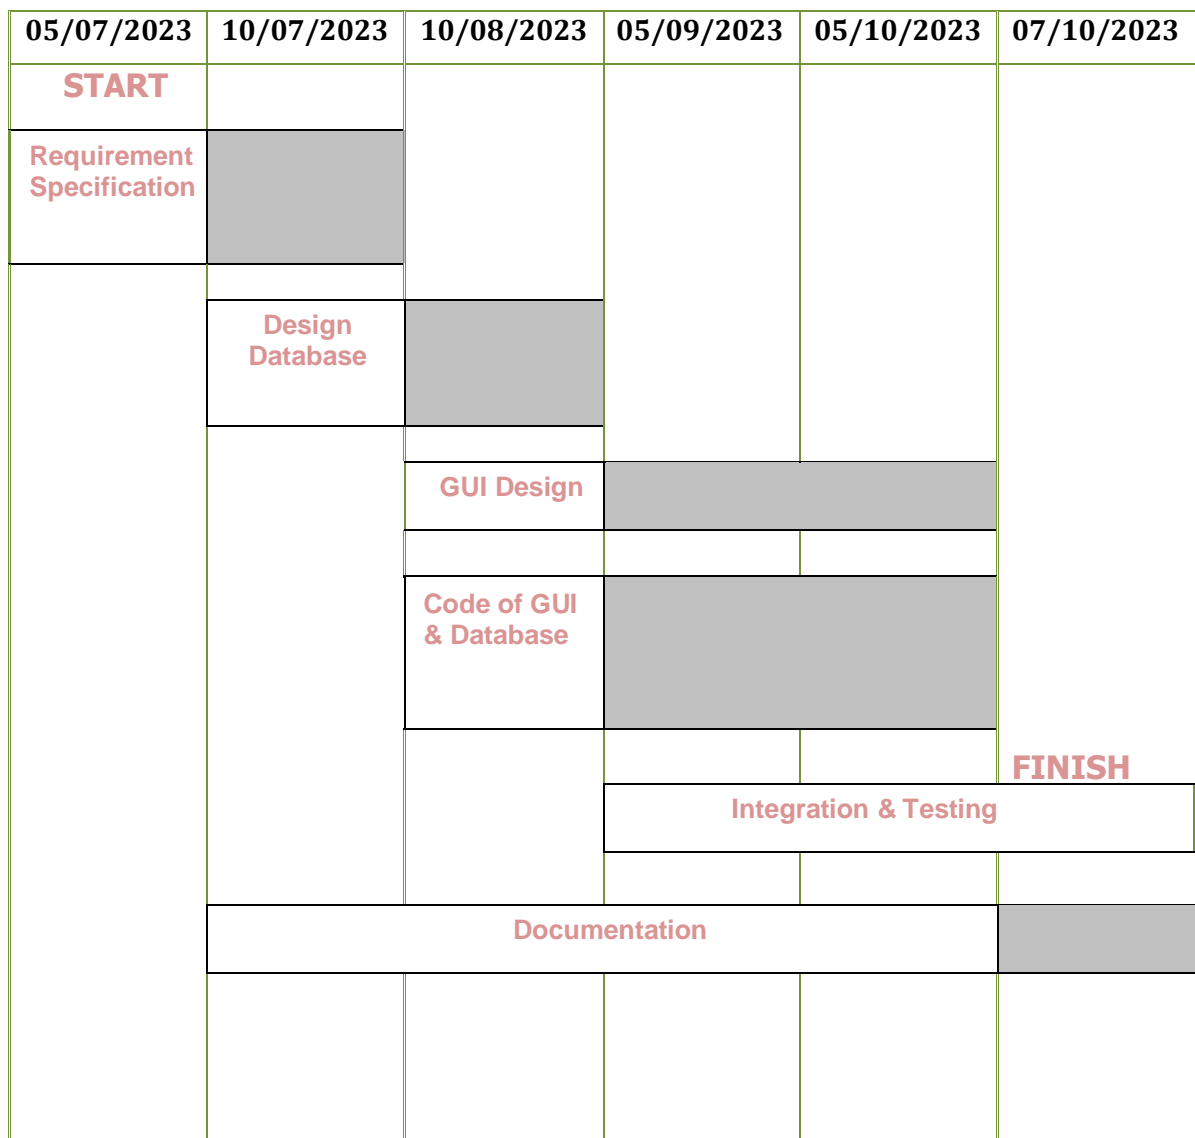 05/07/2023 10/07/2023 10/08/2023 05/09/2023 05/10/2023 07/10/2023
START
Requirement
Specification
Design
Database
GUI Design
Code of GUI
& Database
FINISH
Integration & Testing
Documentation